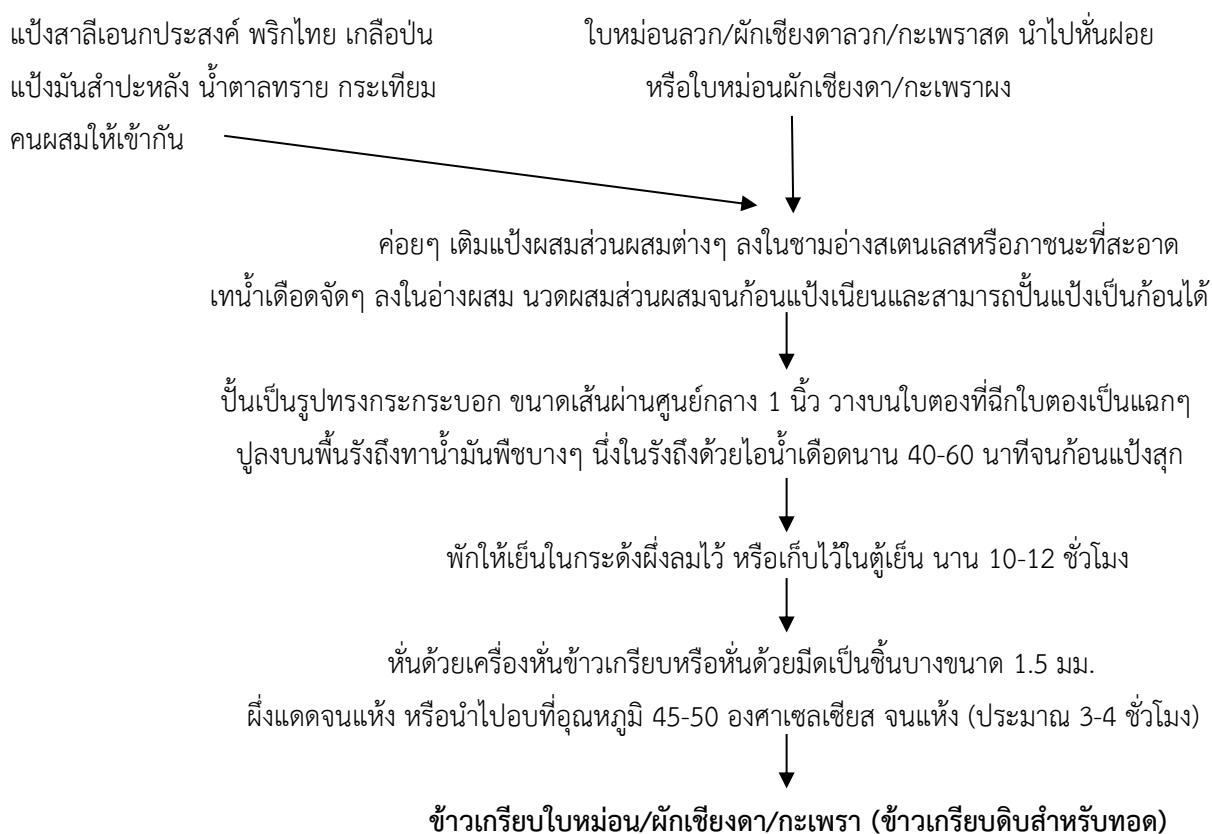 แป้งสาลีเอนกประสงค์ พริกไทย เกลือป่น
แป้งมันสำปะหลัง น้ำตาลทราย กระเทียม
คนผสมให้เข้ากัน
ใบหม่อนลวก/ผักเชียงดาลวก/กะเพราสด นำไปหั่นฝอย
หรือใบหม่อนผักเชียงดา/กะเพราผง
ค่อยๆ เติมแป้งผสมส่วนผสมต่างๆ ลงในชามอ่างสเตนเลสหรือภาชนะที่สะอาด
เทน้ำเดือดจัดๆ ลงในอ่างผสม นวดผสมส่วนผสมจนก้อนแป้งเนียนและสามารถปั้นแป้งเป็นก้อนได้
ปั้นเป็นรูปทรงกระกระบอก ขนาดเส้นผ่านศูนย์กลาง 1 นิ้ว วางบนใบตองที่ฉีกใบตองเป็นแฉกๆ
ปูลงบนพื้นรังถึงทาน้ำมันพืชบางๆ นึ่งในรังถึงด้วยไอน้ำเดือดนาน 40-60 นาทีจนก้อนแป้งสุก
พักให้เย็นในกระด้งผึ่งลมไว้ หรือเก็บไว้ในตู้เย็น นาน 10-12 ชั่วโมง
หั่นด้วยเครื่องหั่นข้าวเกรียบหรือหั่นด้วยมีดเป็นชิ้นบางขนาด 1.5 มม.
ผึ่งแดดจนแห้ง หรือนำไปอบที่อุณหภูมิ 45-50 องศาเซลเซียส จนแห้ง (ประมาณ 3-4 ชั่วโมง)
ข้าวเกรียบใบหม่อน/ผักเชียงดา/กะเพรา (ข้าวเกรียบดิบสำหรับทอด)